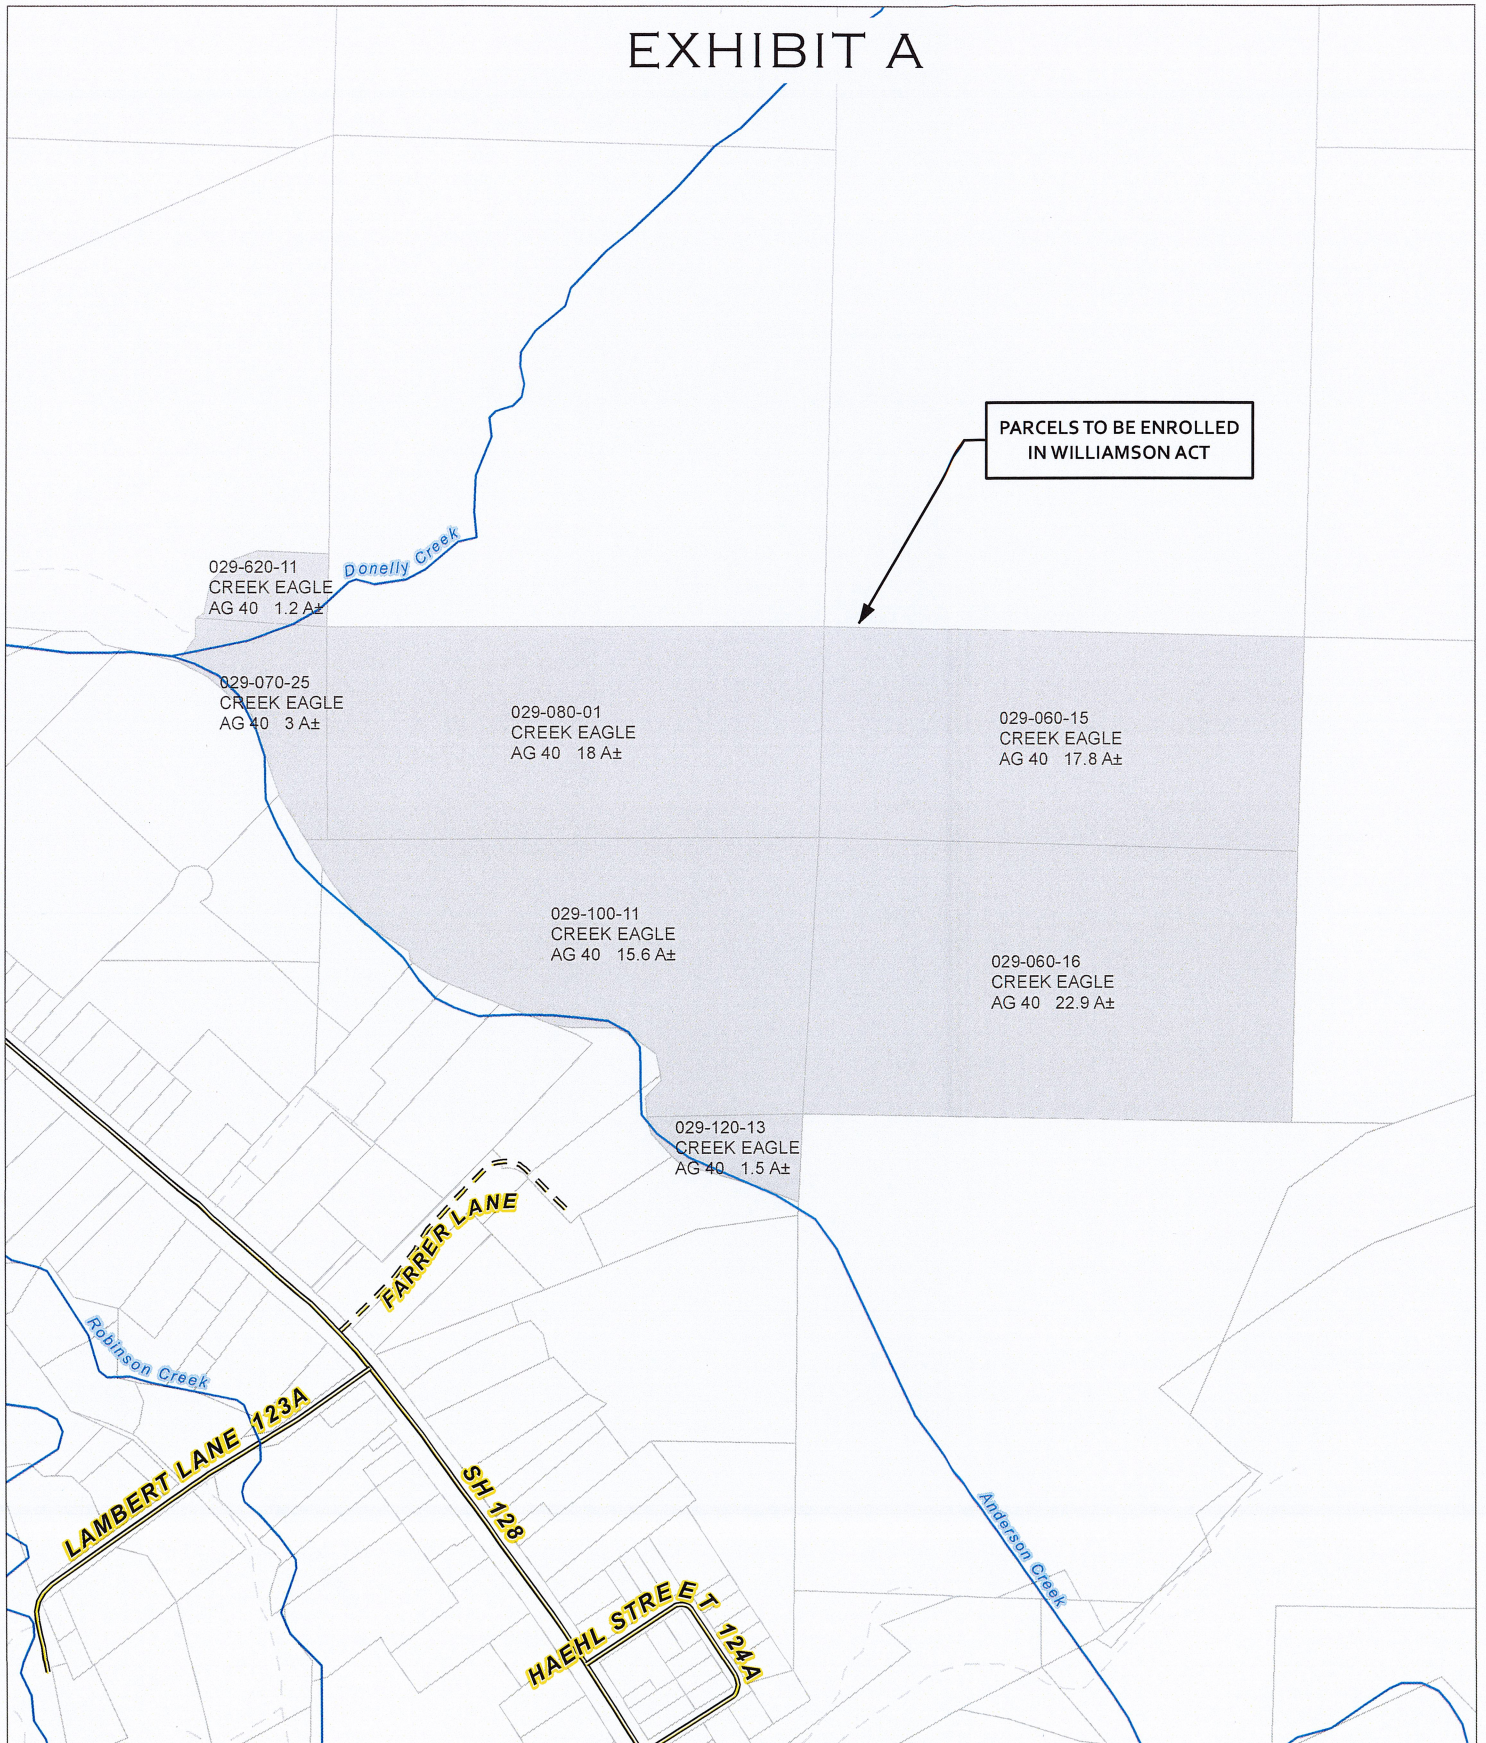 EXHIBIT A
PARCELS TO BE ENROLLED
IN WILLIAMSON ACT
Donelly Creek
029-620-11
CREEK EAGLE
AG 40 1.2 A±
029-070-25
CREEK EAGLE
AG 40 3 A±
029-080-01
CREEK EAGLE
AG 40 18 A±
029-060-15
CREEK EAGLE
AG 40 17.8 A±
029-100-11
CREEK EAGLE
AG 40 15.6 A±
029-060-16
CREEK EAGLE
AG 40 22.9 A±
029-120-13
CREEK EAGLE
AG 40 1.5 A±
FARRER LANE
Robinson Creek
LAMBERT LANE 123A
SH 128
Anderson Creek
HAEHL STREET 124A